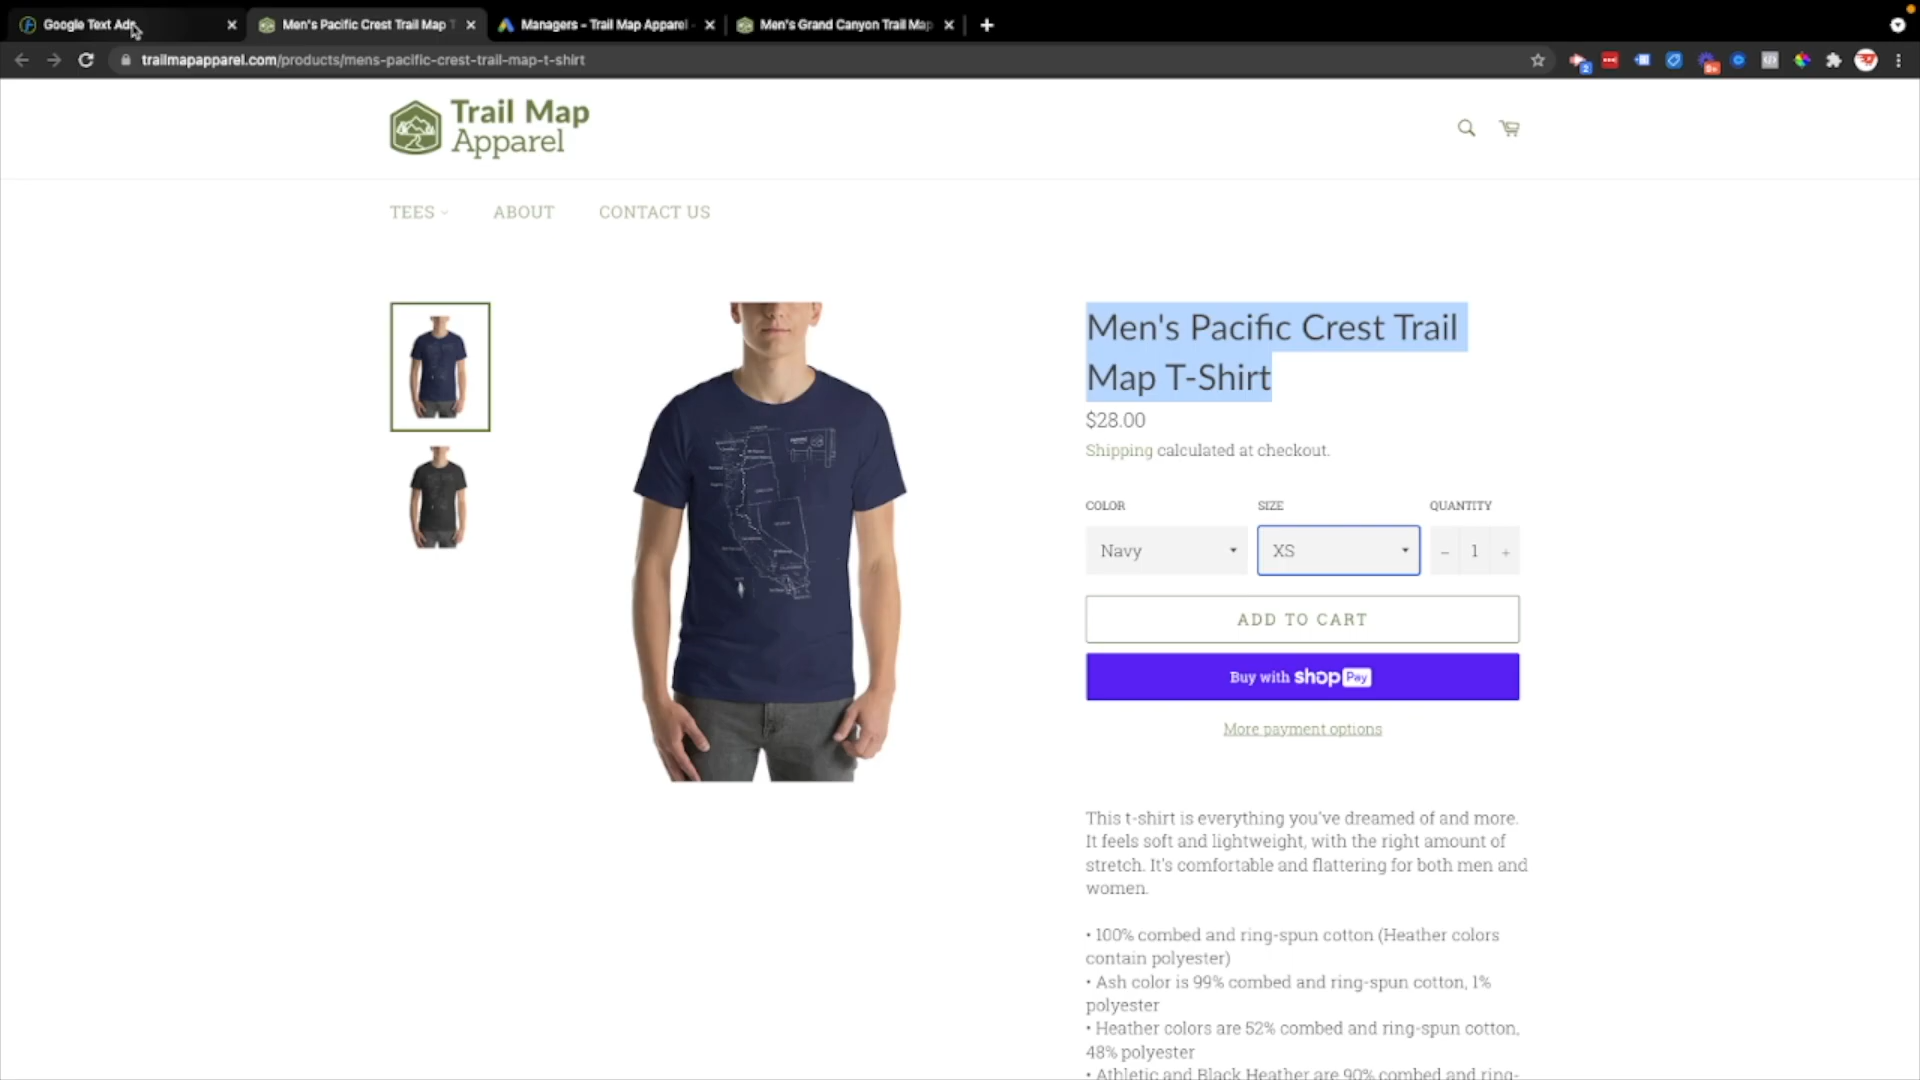 Google Text Ads
Men's Pacific Crest Trail Map T
Managers - Trail Map Apparel -
Men's Grand Canyon Trail Map
trailmapapparel.com/products/mens-pacific-crest-trail-map-t-shirt
Trail Map
Apparel
TEES
ABOUT
CONTACT US
Men's Pacific Crest Trail
Map T-Shirt
$28.00
Shipping calculated at checkout.
COLOR
SIZE
QUANTITY
Navy
XS
− 1 +
ADD TO CART
Buy with shop Pay
More payment options
This t-shirt is everything you've dreamed of and more.
It feels soft and lightweight, with the right amount of
stretch. It's comfortable and flattering for both men and
women.
• 100% combed and ring-spun cotton (Heather colors
contain polyester)
• Ash color is 99% combed and ring-spun cotton, 1%
polyester
• Heather colors are 52% combed and ring-spun cotton,
48% polyester
• Athletic and Black Heather are 90% combed and ring-